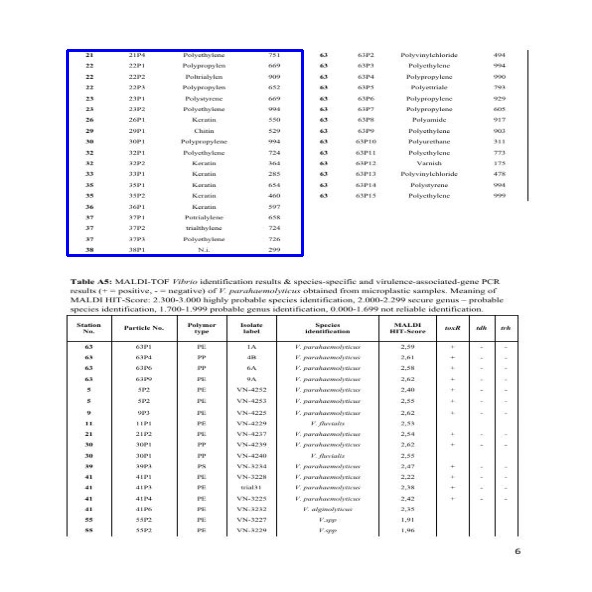 21 21P4 Polyethylene 751 63 63P2 Polyvinylchloride 494
22 22P1 Polypropylen 669 63 63P3 Polyethylene 994
22 22P2 Poltrialylen 909 63 63P4 Polypropylene 990
22 22P3 Polypropylen 652 63 63P5 Polyettriale 793
23 23P1 Polystyrene 669 63 63P6 Polypropylene 929
23 23P2 Polyethylene 994 63 63P7 Polypropylene 605
26 26P1 Keratin 550 63 63P8 Polyamide 917
29 29P1 Chitin 529 63 63P9 Polyethylene 903
30 30P1 Polypropylene 994 63 63P10 Polyurethane 311
32 32P1 Polyethylene 724 63 63P11 Polyethylene 773
32 32P2 Keratin 364 63 63P12 Varnish 175
33 33P1 Keratin 285 63 63P13 Polyvinylchloride 478
35 35P1 Keratin 654 63 63P14 Polystyrene 994
35 35P2 Keratin 460 63 63P15 Polyethylene 999
36 36P1 Keratin 597
37 37P1 Potrialylene 658
37 37P2 trialthylene 724
37 37P3 Polyethylene 726
38 38P1 N.i. 299
Table A5: MALDI-TOF Vibrio identification results & species-specific and virulence-associated-gene PCR
results (+ = positive, - = negative) of V. parahaemolyticus obtained from microplastic samples. Meaning of
MALDI HIT-Score: 2.300-3.000 highly probable species identification, 2.000-2.299 secure genus – probable
species identification, 1.700-1.999 probable genus identification, 0.000-1.699 not reliable identification.
Station No. Particle No. Polymer type Isolate label Species identification MALDI HIT-Score toxR tdh trh
63 63P1 PE 1A V. parahaemolyticus 2,59 + - -
63 63P4 PP 4B V. parahaemolyticus 2,61 + - -
63 63P6 PP 6A V. parahaemolyticus 2,58 + - -
63 63P9 PE 9A V. parahaemolyticus 2,62 + - -
5 5P2 PE VN-4252 V. parahaemolyticus 2,40 + - -
5 5P2 PE VN-4253 V. parahaemolyticus 2,55 + - -
9 9P3 PE VN-4225 V. parahaemolyticus 2,62 + - -
11 11P1 PE VN-4229 V. fluvialis 2,53
21 21P2 PE VN-4237 V. parahaemolyticus 2,54 + - -
30 30P1 PP VN-4239 V. parahaemolyticus 2,62 + - -
30 30P1 PP VN-4240 V. fluvialis 2,55
39 39P3 PS VN-3234 V. parahaemolyticus 2,47 + - -
41 41P1 PE VN-3228 V. parahaemolyticus 2,22 + - -
41 41P3 PE trial31 V. parahaemolyticus 2,38 + - -
41 41P4 PE VN-3225 V. parahaemolyticus 2,42 + - -
41 41P6 PE VN-3232 V. alginolyticus 2,35
55 55P2 PE VN-3227 V.spp 1,91
55 55P2 PE VN-3229 V.spp 1,96
6